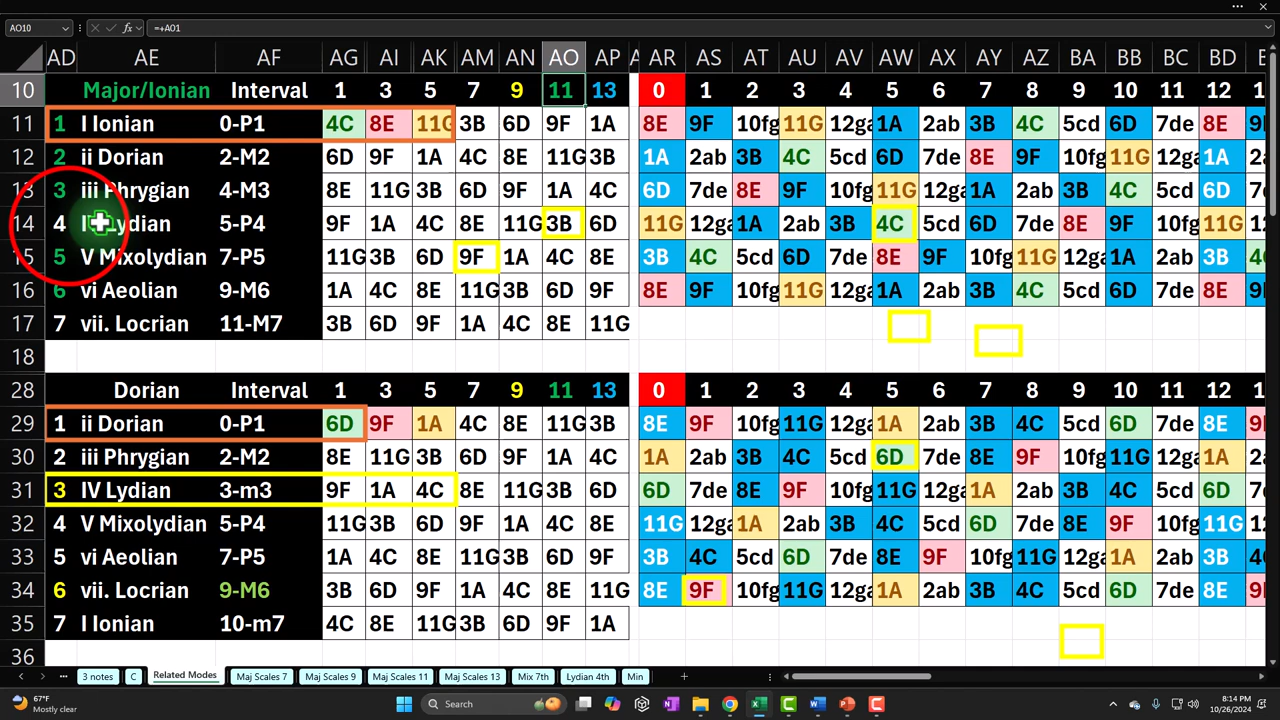 AO10 fx =+AO1
AD AE AF AG AI AK AM AN AO AP A AR AS AT AU AV AW AX AY AZ BA BB BC BD
10 Major/Ionian Interval 1 3 5 7 9 11 13 0 1 2 3 4 5 6 7 8 9 10 11 12 1
11 1 I Ionian 0-P1 4C 8E 11G 3B 6D 9F 1A 8E 9F 10fg 11G 12ga 1A 2ab 3B 4C 5cd 6D 7de 8E 9F
12 2 ii Dorian 2-M2 6D 9F 1A 4C 8E 11G 3B 1A 2ab 3B 4C 5cd 6D 7de 8E 9F 10fg 11G 12ga 1A 2a
13 3 iii Phrygian 4-M3 8E 11G 3B 6D 9F 1A 4C 6D 7de 8E 9F 10fg 11G 12ga 1A 2ab 3B 4C 5cd 6D 7d
14 4 Lydian 5-P4 9F 1A 4C 8E 11G 3B 6D 11G 12ga 1A 2ab 3B 4C 5cd 6D 7de 8E 9F 10fg 11G 12
15 5 V Mixolydian 7-P5 11G 3B 6D 9F 1A 4C 8E 3B 4C 5cd 6D 7de 8E 9F 10fg 11G 12ga 1A 2ab 3B 4C
16 6 vi Aeolian 9-M6 1A 4C 8E 11G 3B 6D 9F 8E 9F 10fg 11G 12ga 1A 2ab 3B 4C 5cd 6D 7de 8E 9F
17 7 vii. Locrian 11-M7 3B 6D 9F 1A 4C 8E 11G
18
28 Dorian Interval 1 3 5 7 9 11 13 0 1 2 3 4 5 6 7 8 9 10 11 12 1
29 1 ii Dorian 0-P1 6D 9F 1A 4C 8E 11G 3B 8E 9F 10fg 11G 12ga 1A 2ab 3B 4C 5cd 6D 7de 8E 9F
30 2 iii Phrygian 2-M2 8E 11G 3B 6D 9F 1A 4C 1A 2ab 3B 4C 5cd 6D 7de 8E 9F 10fg 11G 12ga 1A 2a
31 3 IV Lydian 3-m3 9F 1A 4C 8E 11G 3B 6D 6D 7de 8E 9F 10fg 11G 12ga 1A 2ab 3B 4C 5cd 6D 7d
32 4 V Mixolydian 5-P4 11G 3B 6D 9F 1A 4C 8E 11G 12ga 1A 2ab 3B 4C 5cd 6D 7de 8E 9F 10fg 11G 12
33 5 vi Aeolian 7-P5 1A 4C 8E 11G 3B 6D 9F 3B 4C 5cd 6D 7de 8E 9F 10fg 11G 12ga 1A 2ab 3B 4C
34 6 vii. Locrian 9-M6 3B 6D 9F 1A 4C 8E 11G 8E 9F 10fg 11G 12ga 1A 2ab 3B 4C 5cd 6D 7de 8E 9F
35 7 I Ionian 10-m7 4C 8E 11G 3B 6D 9F 1A
36
3 notes C Related Modes Maj Scales 7 Maj Scales 9 Maj Scales 11 Maj Scales 13 Mix 7th Lydian 4th Min
67°F
Mostly clear
Search
8:14 PM
10/26/2024